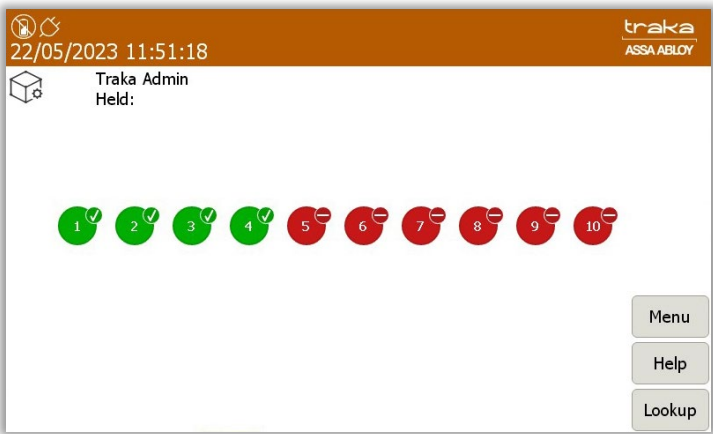 traka
22/05/2023 11:51:18
ASSA ABLOY
Traka Admin
Held:
1 2 3 4 5 6 7 8 9 10
Menu
Help
Lookup